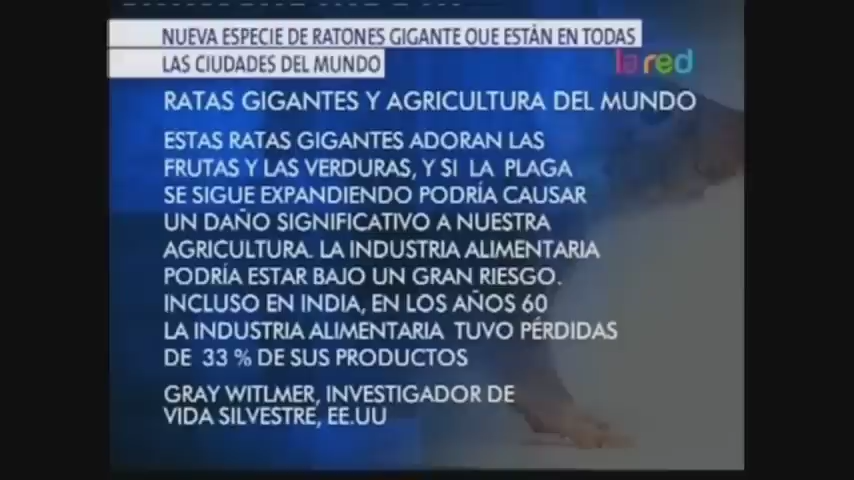 NUEVA ESPECIE DE RATONES GIGANTE QUE ESTÁN EN TODAS
LAS CIUDADES DEL MUNDO
la red
RATAS GIGANTES Y AGRICULTURA DEL MUNDO
ESTAS RATAS GIGANTES ADORAN LAS
FRUTAS Y LAS VERDURAS, Y SI LA PLAGA
SE SIGUE EXPANDIENDO PODRÍA CAUSAR
UN DAÑO SIGNIFICATIVO A NUESTRA
AGRICULTURA. LA INDUSTRIA ALIMENTARIA
PODRÍA ESTAR BAJO UN GRAN RIESGO.
INCLUSO EN INDIA, EN LOS AÑOS 60
LA INDUSTRIA ALIMENTARIA TUVO PÉRDIDAS
DE 33 % DE SUS PRODUCTOS
GRAY WITLMER, INVESTIGADOR DE
VIDA SILVESTRE, EE.UU